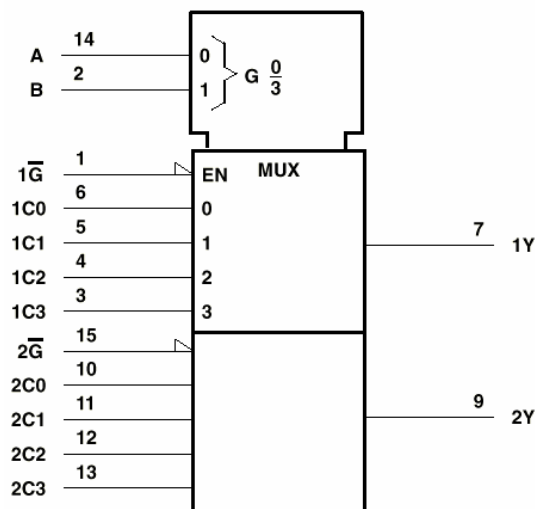 A 14 0 G 0/3
B 2 1
1G̅ 1 EN MUX
1C0 6 0
1C1 5 1 7 1Y
1C2 4 2
1C3 3 3
2G̅ 15
2C0 10
2C1 11 9 2Y
2C2 12
2C3 13